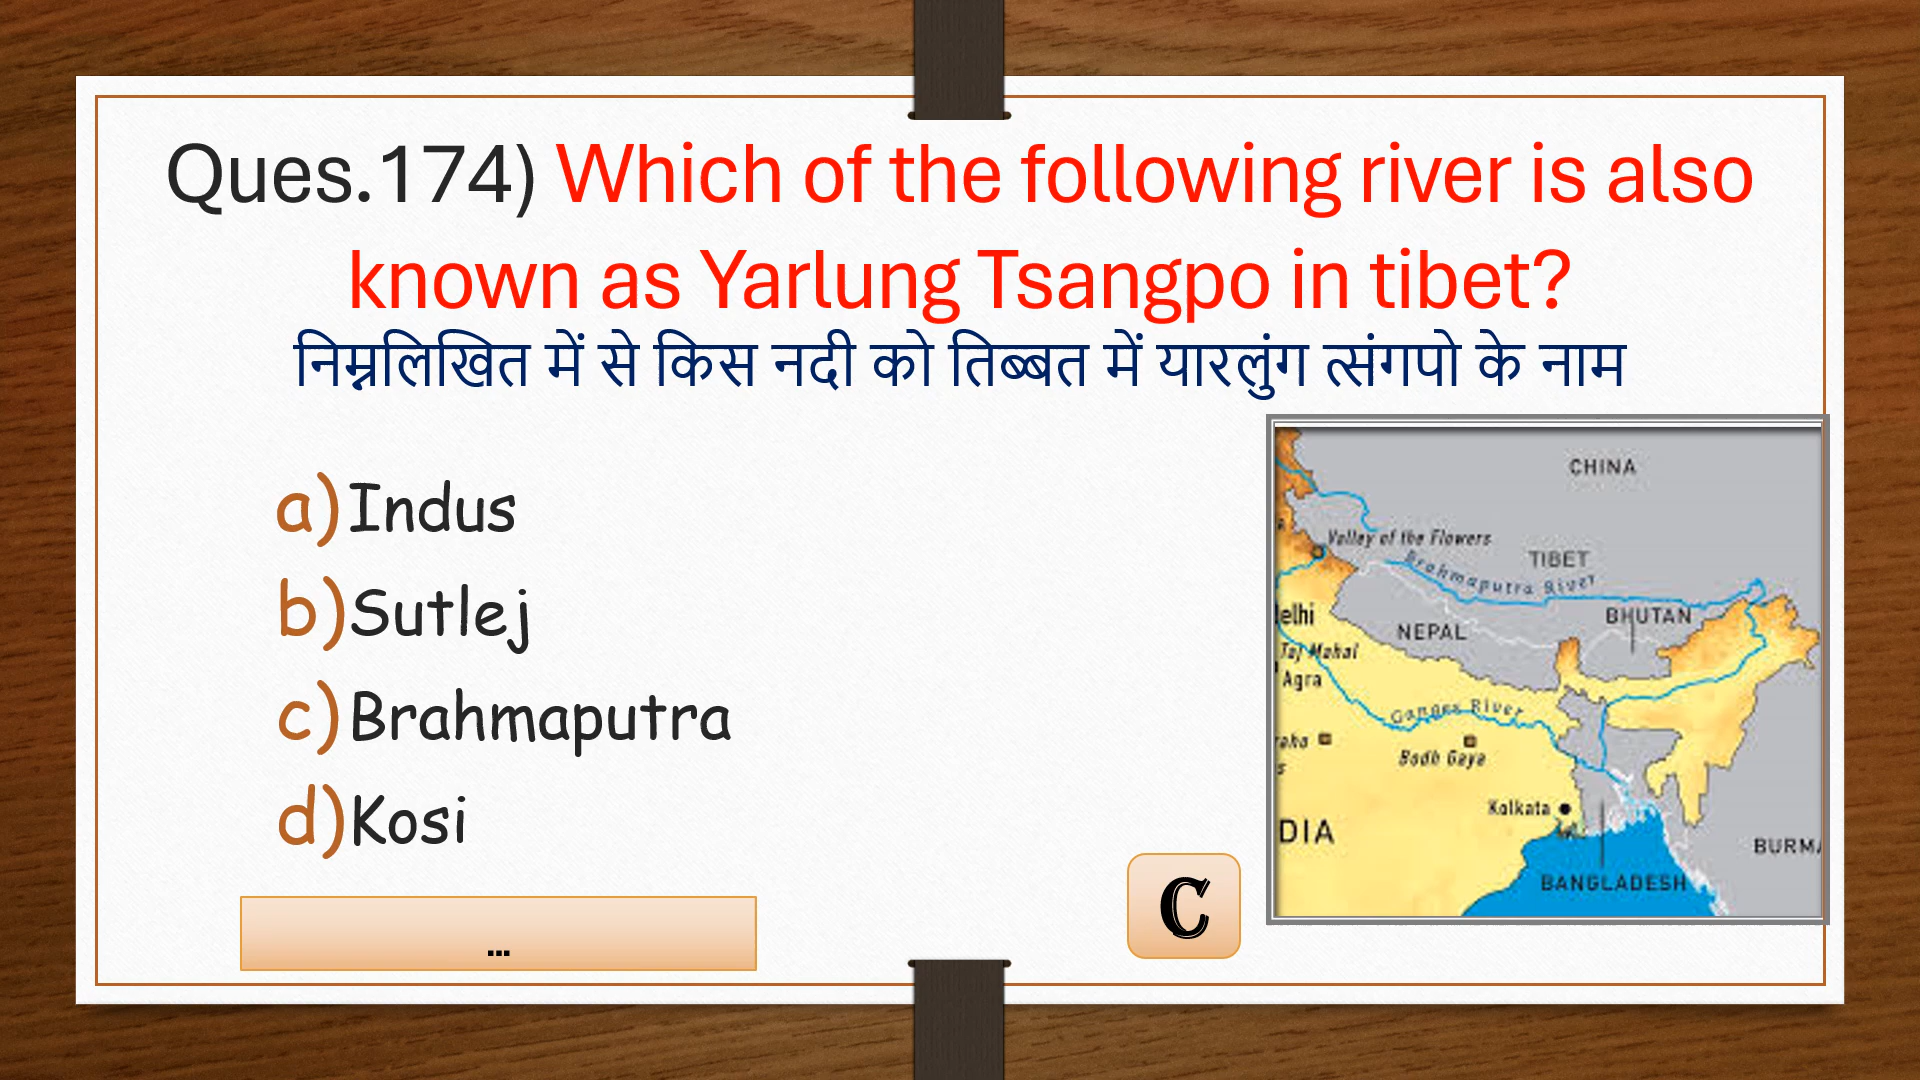 Ques.174) Which of the following river is also
known as Yarlung Tsangpo in tibet?
निम्नलिखित में से किस नदी को तिब्बत में यारलुंग त्संगपो के नाम
a)Indus
b)Sutlej
c)Brahmaputra
d)Kosi
...
C
CHINA
Valley of the Flowers
TIBET
Brahmaputra River
BHUTAN
elhi
NEPAL
Taj Mahal
Agra
Ganges River
raho
s
Bodh Gaya
Kolkata
DIA
BURMA
BANGLADESH